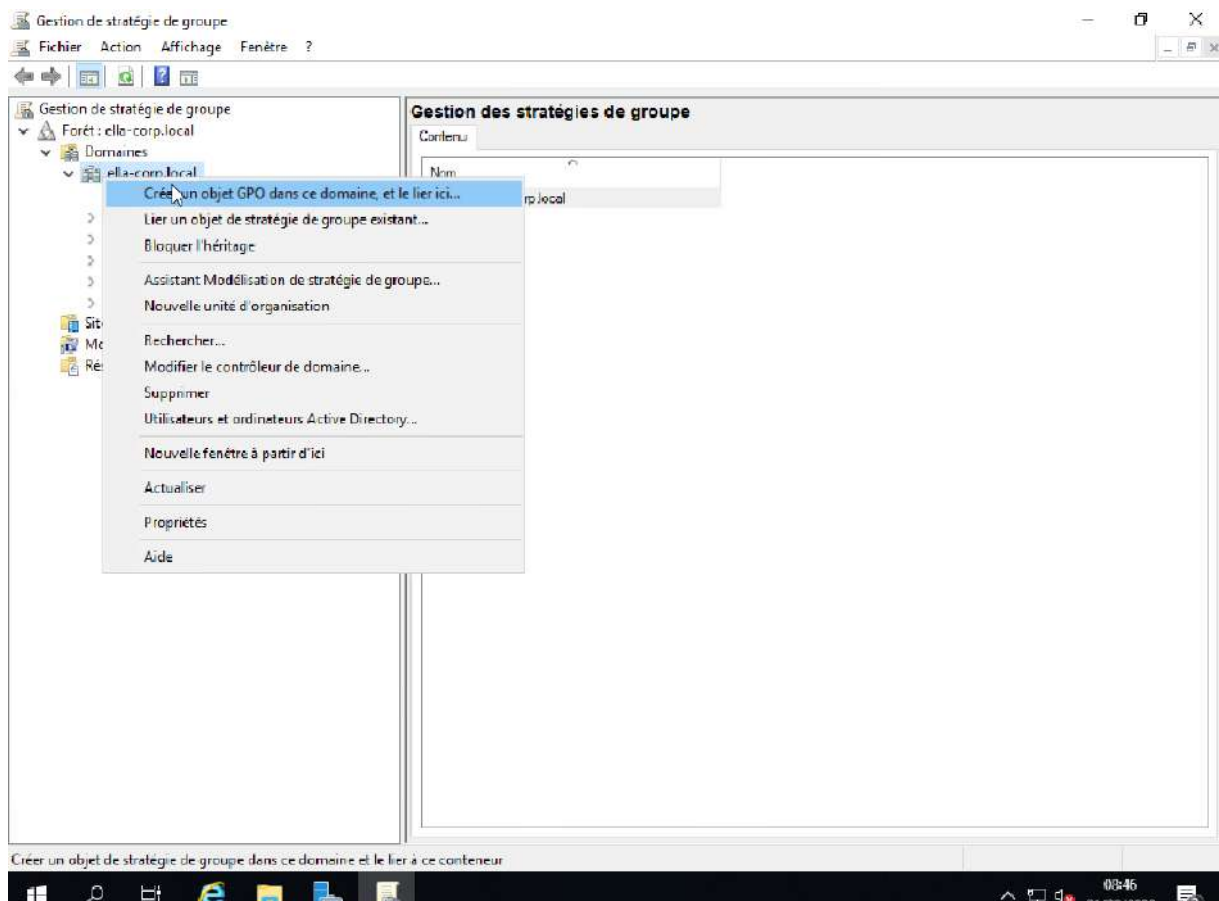 Gestion de stratégie de groupe
Fichier Action Affichage Fenêtre ?
Gestion de stratégie de groupe
Forêt : ella-corp.local
Domaines
ella-corp.local
Créer un objet GPO dans ce domaine, et le lier ici...
Lier un objet de stratégie de groupe existant...
Bloquer l'héritage
Assistant Modélisation de stratégie de groupe...
Nouvelle unité d'organisation
Sit
Rechercher...
Mc
Modifier le contrôleur de domaine...
Ré
Supprimer
Utilisateurs et ordinateurs Active Directory...
Nouvelle fenêtre à partir d'ici
Actualiser
Propriétés
Aide
Gestion des stratégies de groupe
Contenu
Nom
rp.local
Créer un objet de stratégie de groupe dans ce domaine et le lier à ce conteneur
08:46